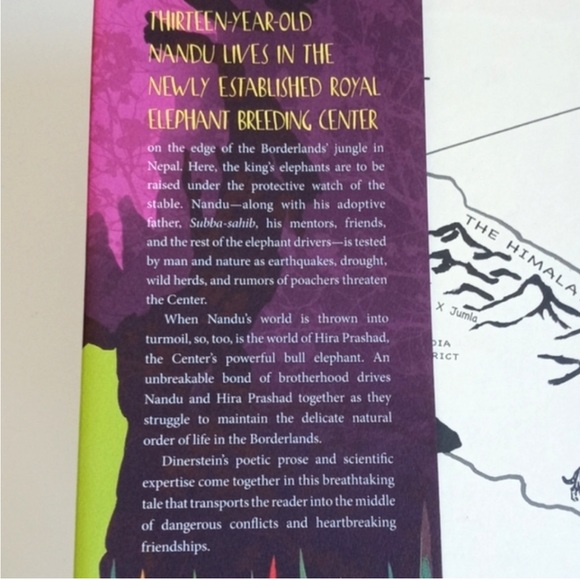 THIRTEEN-YEAR-OLD
NANDU LIVES IN THE
NEWLY ESTABLISHED ROYAL
ELEPHANT BREEDING CENTER
on the edge of the Borderlands' jungle in
Nepal. Here, the king's elephants are to be
raised under the protective watch of the
stable. Nandu—along with his adoptive
father, Subba-sahib, his mentors, friends,
and the rest of the elephant drivers—is tested
by man and nature as earthquakes, drought,
wild herds, and rumors of poachers threaten
the Center.
When Nandu's world is thrown into
turmoil, so, too, is the world of Hira Prashad,
the Center's powerful bull elephant. An
unbreakable bond of brotherhood drives
Nandu and Hira Prashad together as they
struggle to maintain the delicate natural
order of life in the Borderlands.
Dinerstein's poetic prose and scientific
expertise come together in this breathtaking
tale that transports the reader into the middle
of dangerous conflicts and heartbreaking
friendships.
THE HIMALA
X Jumla
DIA
RICT